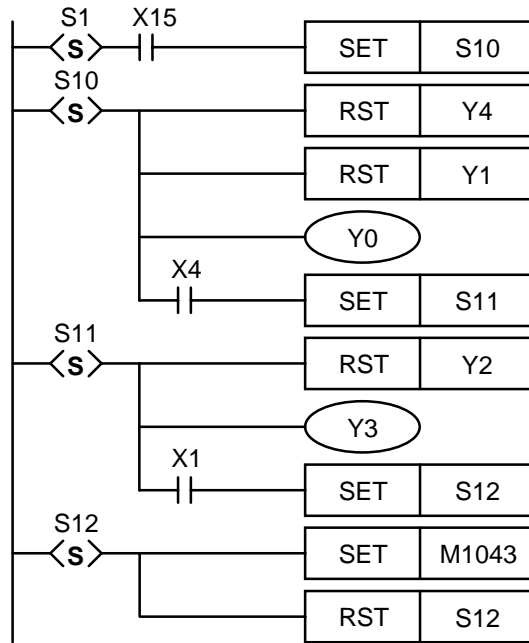 S1 X15
S SET S10
S10
S RST Y4
RST Y1
Y0
X4
SET S11
S11
S RST Y2
Y3
X1
SET S12
S12
S SET M1043
RST S12